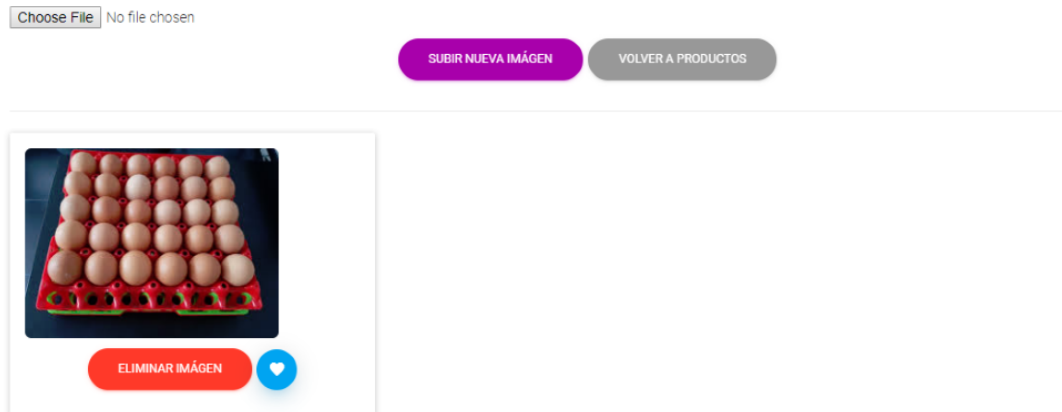 Choose File No file chosen
SUBIR NUEVA IMÁGEN VOLVER A PRODUCTOS
ELIMINAR IMÁGEN